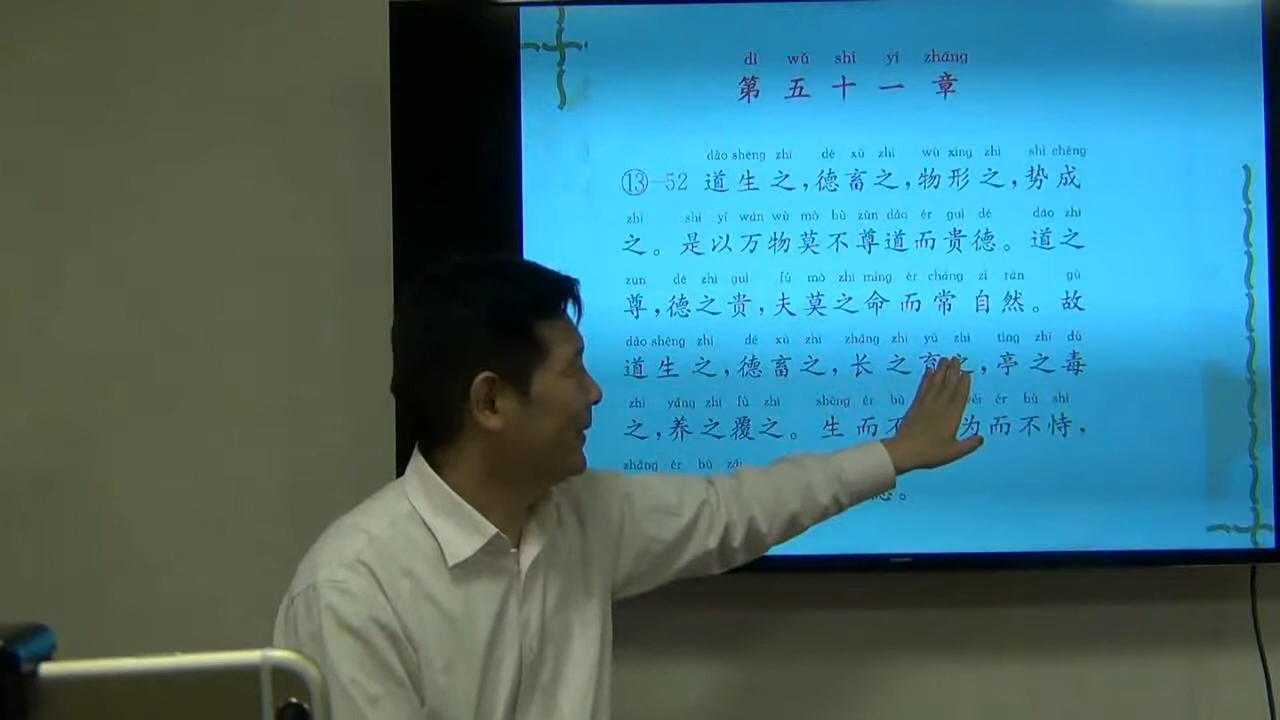 dì wǔ shí yī zhāng
第五十一章
dào shēng zhī dé xù zhī wù xíng zhī shì chéng
⑬-52 道生之,德畜之,物形之,势成
zhī shì yǐ wàn wù mò bù zūn dào ér guì dé dào zhī
之。是以万物莫不尊道而贵德。道之
zūn dé zhī guì fú mò zhī mìng ér cháng zì rán gù
尊,德之贵,夫莫之命而常自然。故
dào shēng zhī dé xù zhī zhǎng zhī yù zhī tíng zhī dú
道生之,德畜之,长之育之,亭之毒
zhī yǎng zhī fù zhī shēng ér bù wéi ér bù shì
之,养之覆之。生而不为而不恃,
zhǎng ér bù zǎi
德。